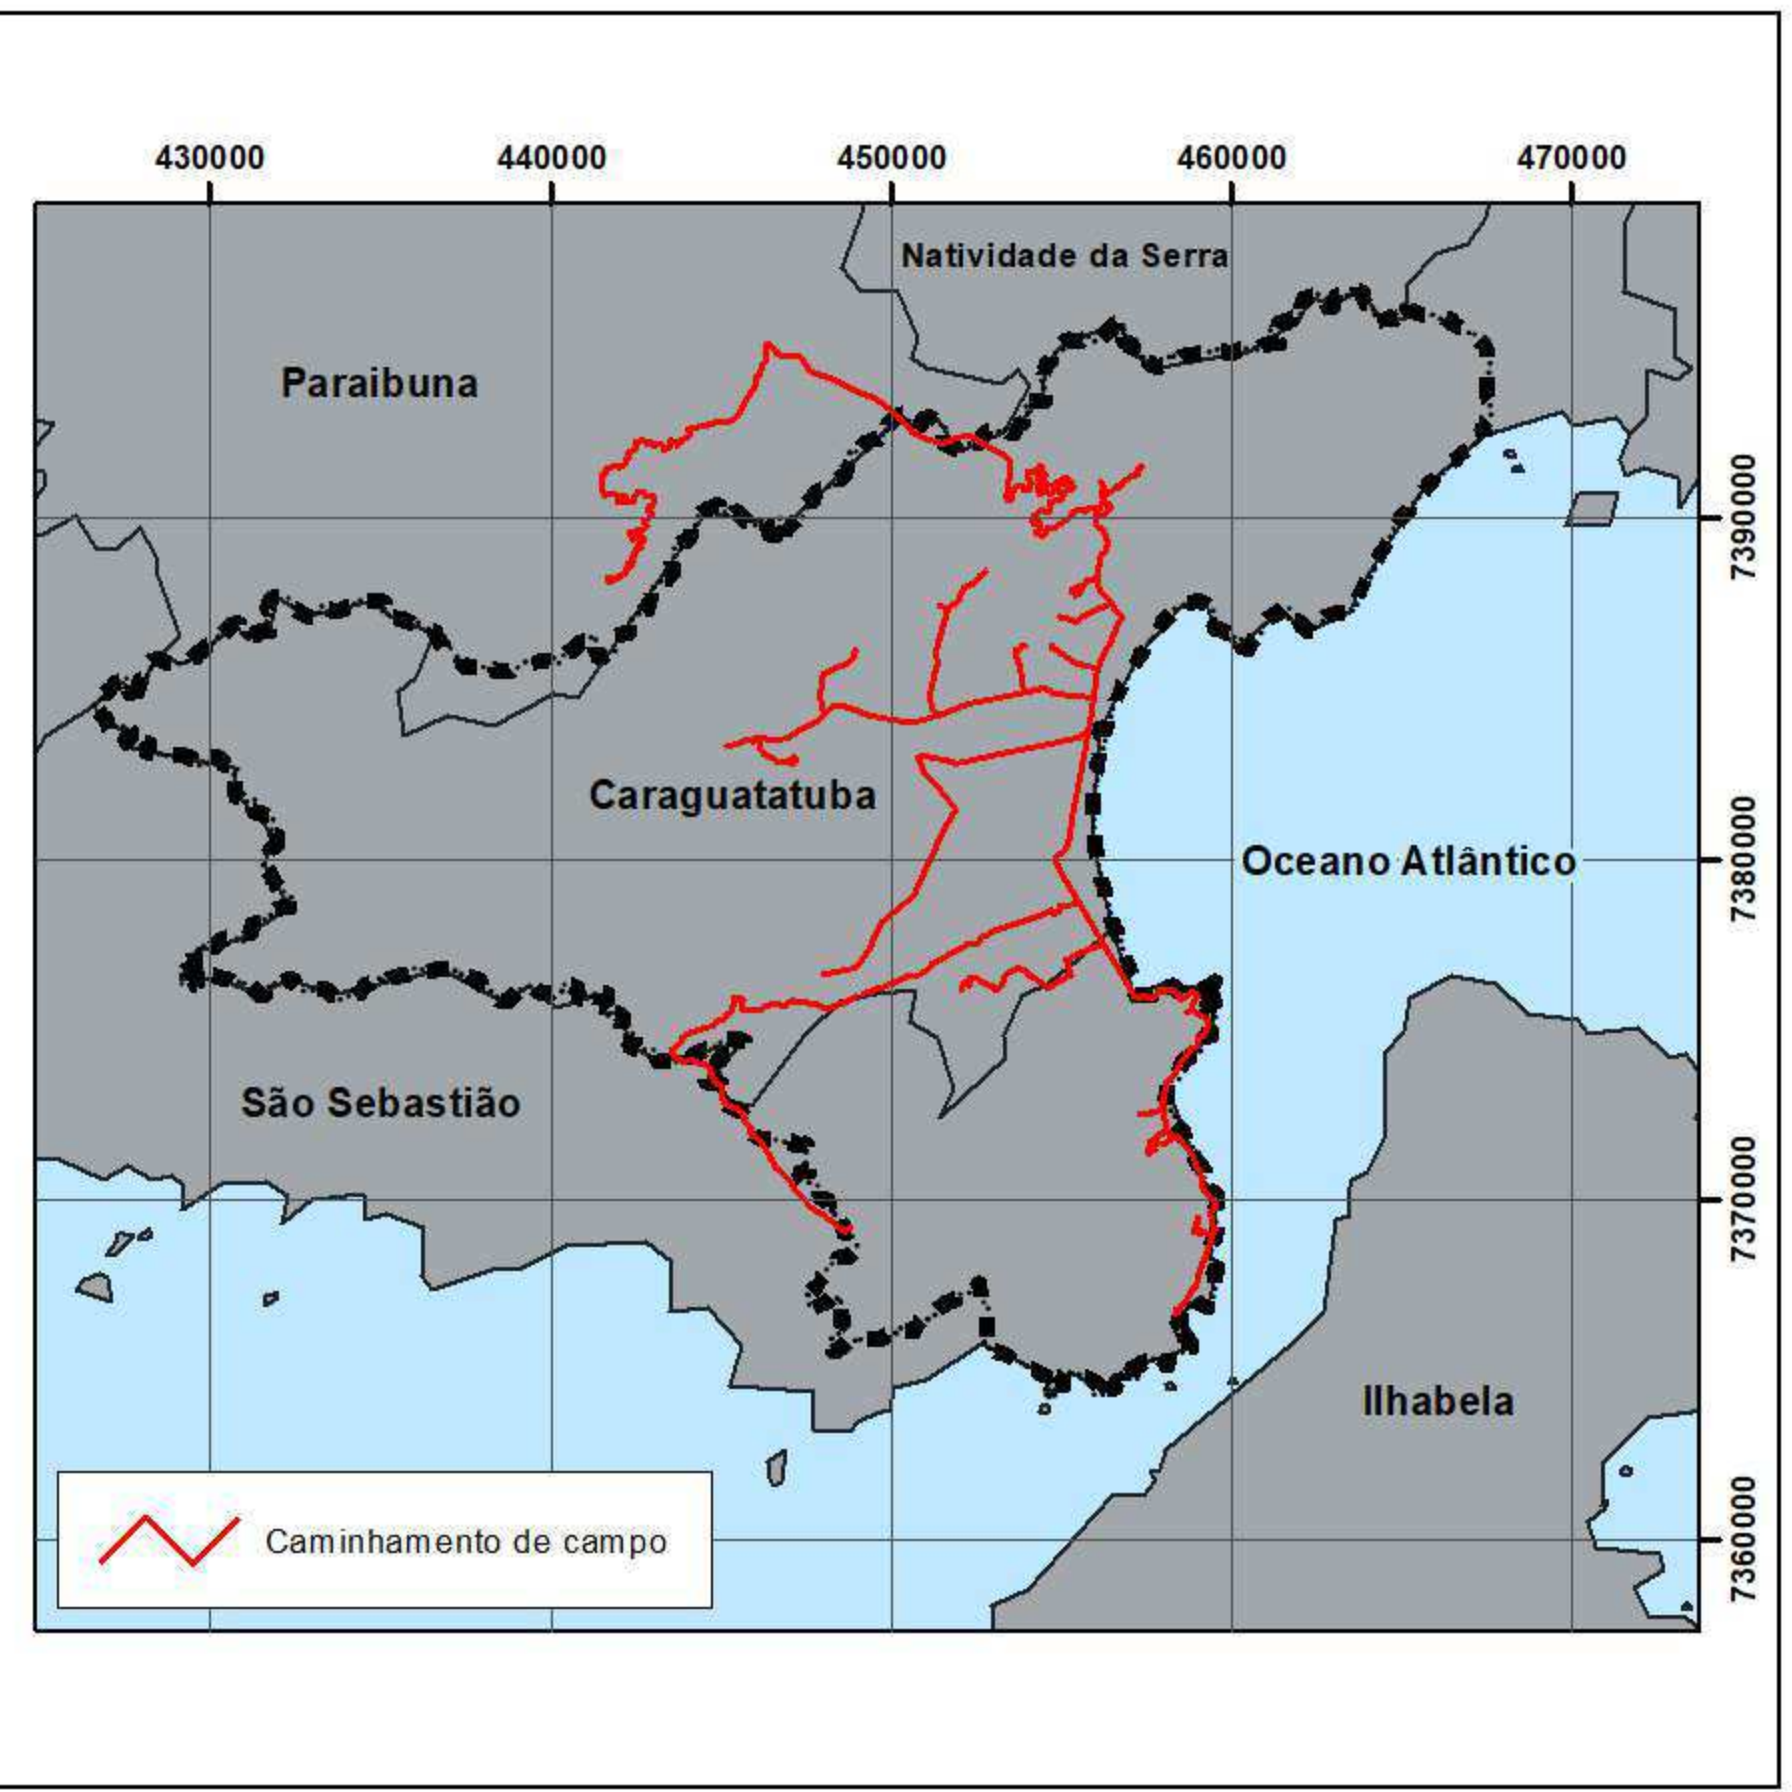 430000 440000 450000 460000 470000
Natividade da Serra
Paraibuna
7390000
Caraguatatuba
Oceano Atlântico
7380000
São Sebastião
7370000
Ilhabela
Caminhamento de campo
7360000